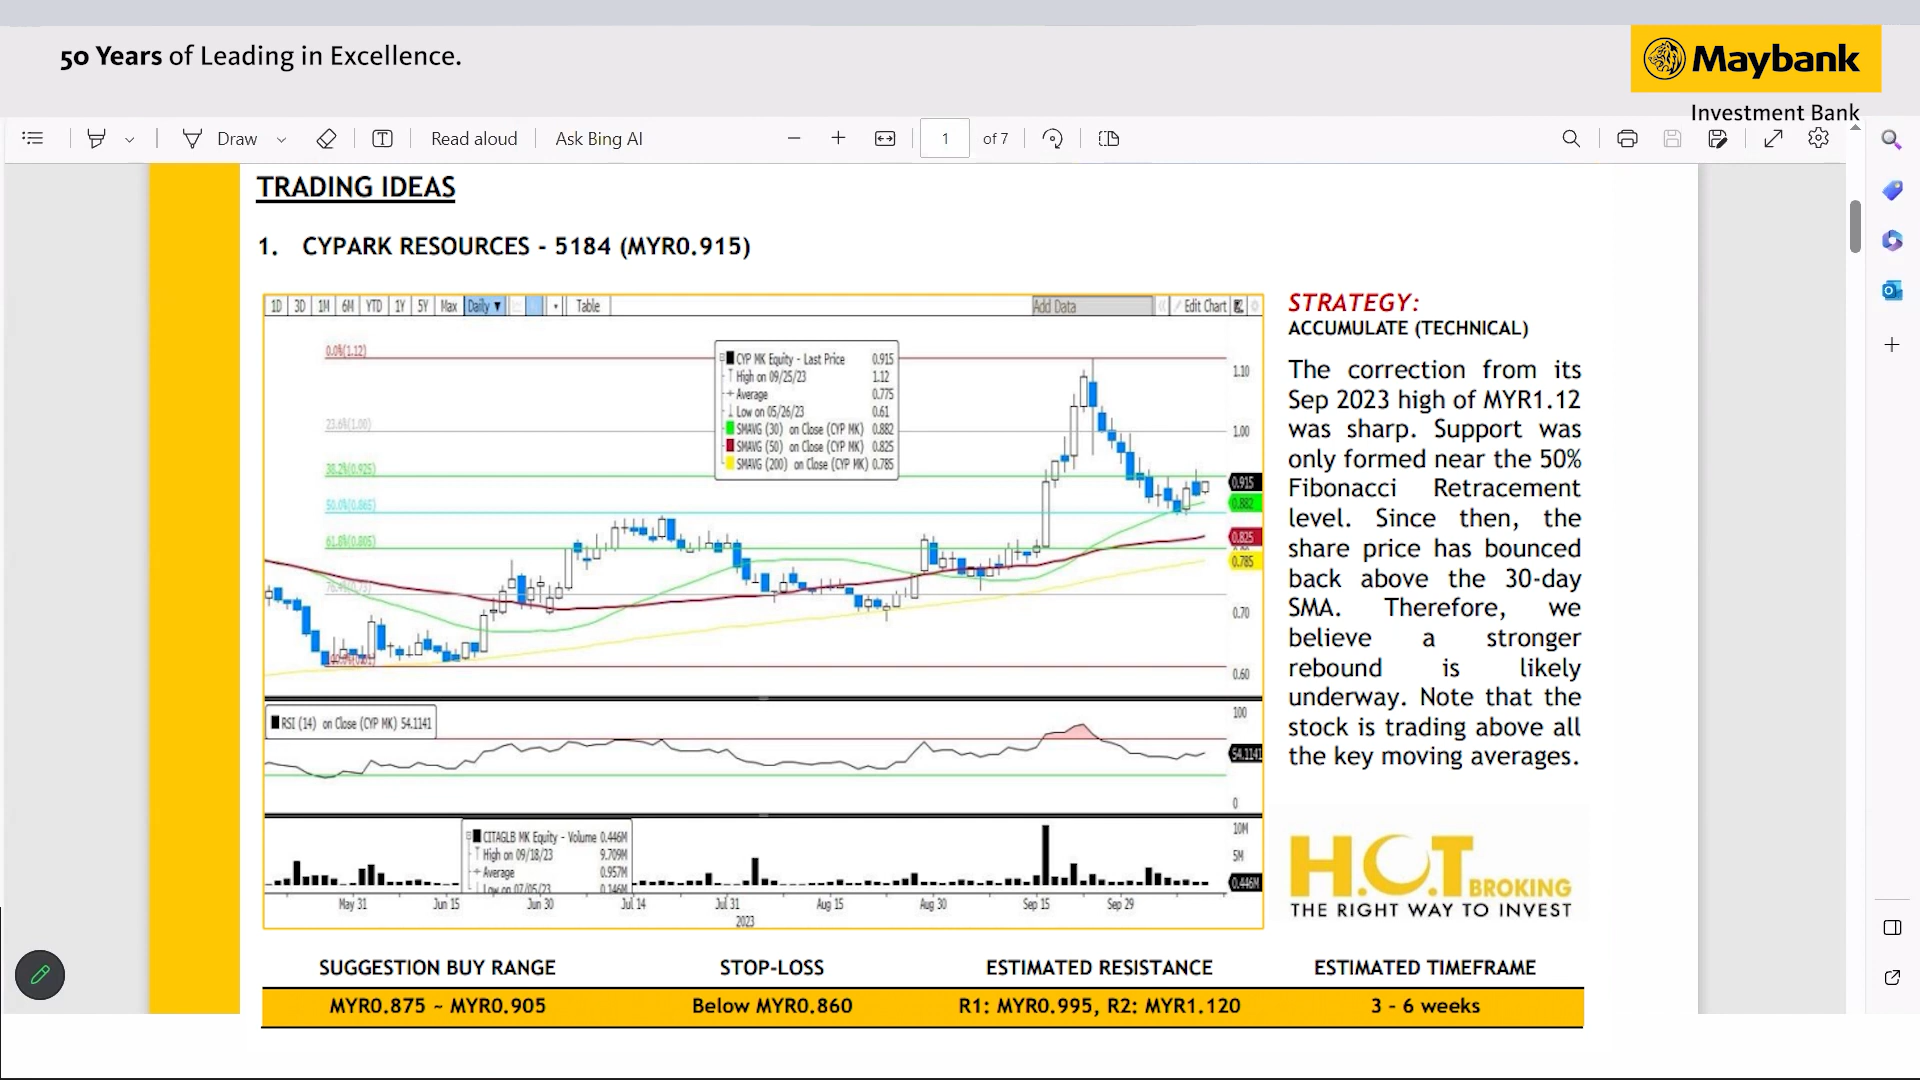 50 Years of Leading in Excellence.
Maybank
Investment Bank
Draw
Read aloud
Ask Bing AI
1 of 7
TRADING IDEAS
1. CYPARK RESOURCES - 5184 (MYR0.915)
1D 3D 1M 6M YTD 1Y 5Y Max Daily ▼ Table
Add Data
Edit Chart
0.0%(1.12)
23.6%(1.00)
38.2%(0.925)
50.0%(0.865)
61.8%(0.805)
CYP MK Equity - Last Price 0.915
High on 09/25/23 1.12
Average 0.775
Low on 05/26/23 0.61
SMAVG (30) on Close (CYP MK) 0.882
SMAVG (50) on Close (CYP MK) 0.825
SMAVG (200) on Close (CYP MK) 0.785
1.10
1.00
0.915
0.882
0.825
0.785
0.70
0.60
RSI (14) on Close (CYP MK) 54.1141
100
54.1141
0
CITAGLB MK Equity - Volume 0.446M
High on 09/18/23 9.709M
Average 0.957M
Low on 07/05/23 0.146M
10M
5M
0.446M
May 31 Jun 15 Jun 30 Jul 14 Jul 31 Aug 15 Aug 30 Sep 15 Sep 29
2023
STRATEGY:
ACCUMULATE (TECHNICAL)
The correction from its
Sep 2023 high of MYR1.12
was sharp. Support was
only formed near the 50%
Fibonacci Retracement
level. Since then, the
share price has bounced
back above the 30-day
SMA. Therefore, we
believe a stronger
rebound is likely
underway. Note that the
stock is trading above all
the key moving averages.
H.O.T BROKING
THE RIGHT WAY TO INVEST
SUGGESTION BUY RANGE STOP-LOSS ESTIMATED RESISTANCE ESTIMATED TIMEFRAME
MYR0.875 ~ MYR0.905 Below MYR0.860 R1: MYR0.995, R2: MYR1.120 3 - 6 weeks